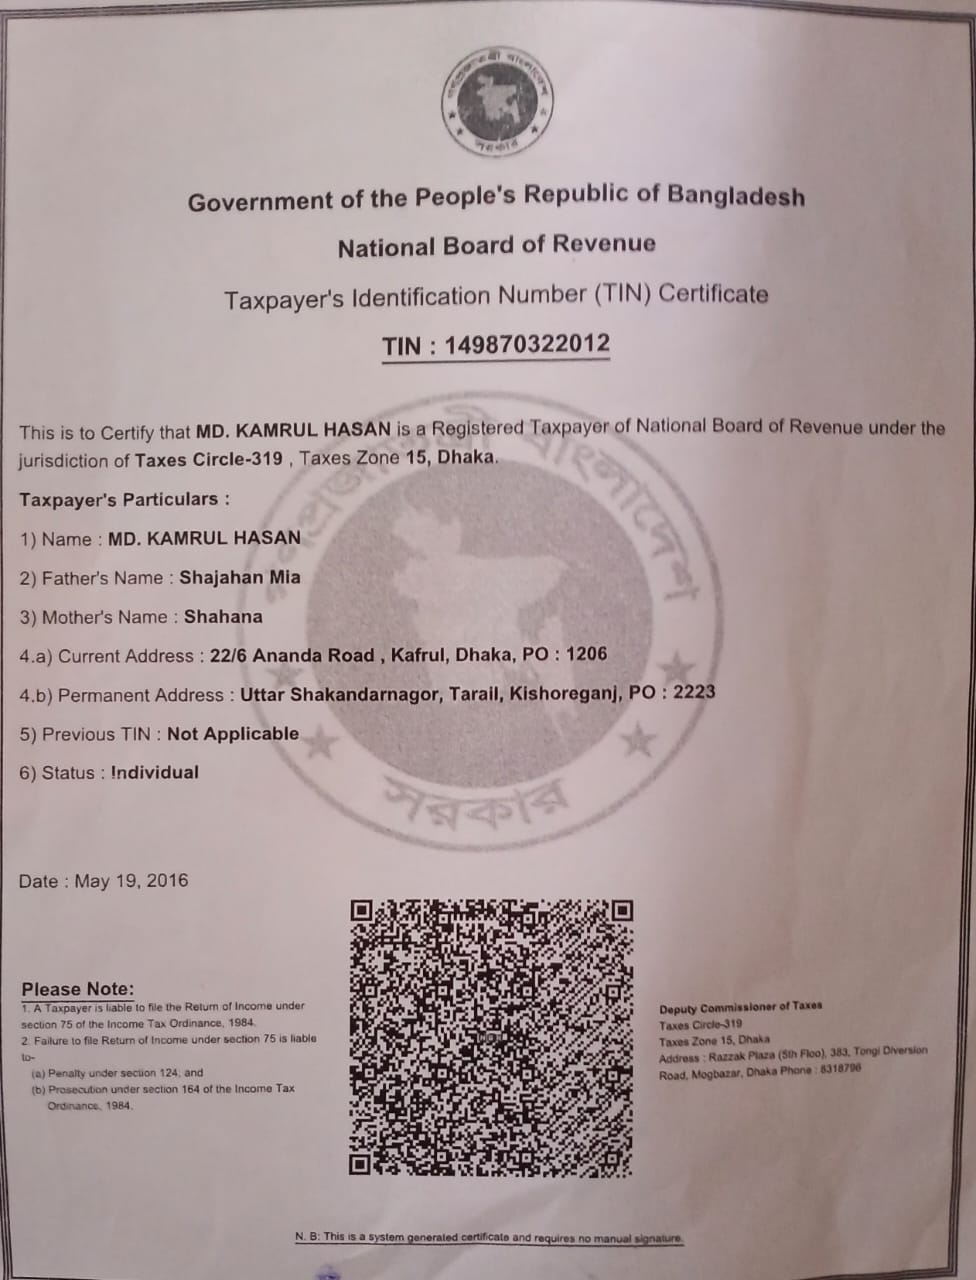 গণপ্রজাতন্ত্রী বাংলাদেশ
সরকার
Government of the People's Republic of Bangladesh
National Board of Revenue
Taxpayer's Identification Number (TIN) Certificate
TIN : 149870322012
This is to Certify that MD. KAMRUL HASAN is a Registered Taxpayer of National Board of Revenue under the
jurisdiction of Taxes Circle-319 , Taxes Zone 15, Dhaka.
গণপ্রজাতন্ত্রী বাংলাদেশ
Taxpayer's Particulars :
1) Name : MD. KAMRUL HASAN
2) Father's Name : Shajahan Mia
3) Mother's Name : Shahana
4.a) Current Address : 22/6 Ananda Road , Kafrul, Dhaka, PO : 1206
4.b) Permanent Address : Uttar Shakandarnagor, Tarail, Kishoreganj, PO : 2223
5) Previous TIN : Not Applicable
6) Status : Individual
সরকার
Date : May 19, 2016
Please Note:
1. A Taxpayer is liable to file the Return of Income under
section 75 of the Income Tax Ordinance, 1984.
2. Failure to file Return of Income under section 75 is liable
to-
(a) Penalty under section 124; and
(b) Prosecution under section 164 of the Income Tax
Ordinance, 1984.
Deputy Commissioner of Taxes
Taxes Circle-319
Taxes Zone 15, Dhaka
Address : Razzak Plaza (5th Floo), 383, Tongi Diversion
Road, Mogbazar, Dhaka Phone : 8318796
N. B: This is a system generated certificate and requires no manual signature.